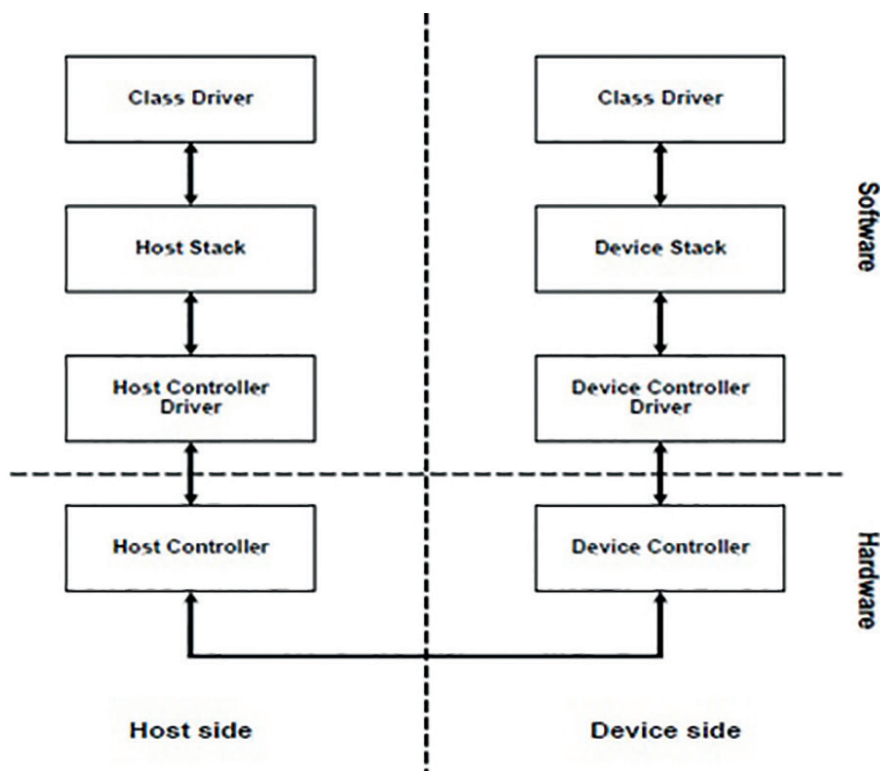 Class Driver
Class Driver
Host Stack
Device Stack
Software
Host Controller
Driver
Device Controller
Driver
Host Controller
Device Controller
Hardware
Host side
Device side